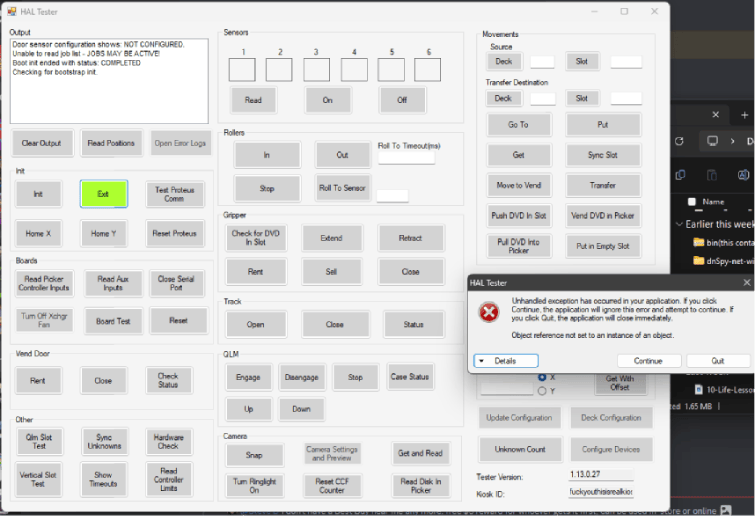 HAL Tester
Output
Door sensor configuration shows: NOT CONFIGURED.
Unable to read job list - JOBS MAY BE ACTIVE!
Boot init ended with status: COMPLETED
Checking for bootstrap init.
Clear Output
Read Positions
Open Error Logs
Init
Init
Exit
Test Proteus
Comm
Home X
Home Y
Reset Proteus
Boards
Read Picker
Controller Inputs
Read Aux
Inputs
Close Serial
Port
Turn Off Xchgr
Fan
Board Test
Reset
Vend Door
Rent
Close
Check
Status
Other
Qlm Slot
Test
Sync
Unknowns
Hardware
Check
Vertical Slot
Test
Show
Timeouts
Read
Controller
Limits
Sensors
1 2 3 4 5 6
Read
On
Off
Rollers
In
Out
Roll To Timeout(ms)
Stop
Roll To Sensor
Gripper
Check for DVD
In Slot
Extend
Retract
Rent
Sell
Close
Track
Open
Close
Status
QLM
Engage
Disengage
Stop
Case Status
Up
Down
Camera
Snap
Camera Settings
and Preview
Get and Read
Turn Ringlight
On
Reset CCF
Counter
Read Disk In
Picker
Movements
Source
Deck
Slot
Transfer Destination
Deck
Slot
Go To
Put
Get
Sync Slot
Move to Vend
Transfer
Push DVD In Slot
Vend DVD in Picker
Pull DVD Into
Picker
Put in Empty Slot
HAL Tester
Unhandled exception has occurred in your application. If you click
Continue, the application will ignore this error and attempt to continue. If
you click Quit, the application will close immediately.
Object reference not set to an instance of an object.
Details
Continue
Quit
X
Y
Get With
Offset
Update Configuration
Deck Configuration
Unknown Count
Configure Devices
Tester Version:
1.13.0.27
Kiosk ID:
fuckyouthisisrealkios
Name
Earlier this week
bin(this conta
dnSpy-net-wi
10-Life-Lesso
1.65 MB